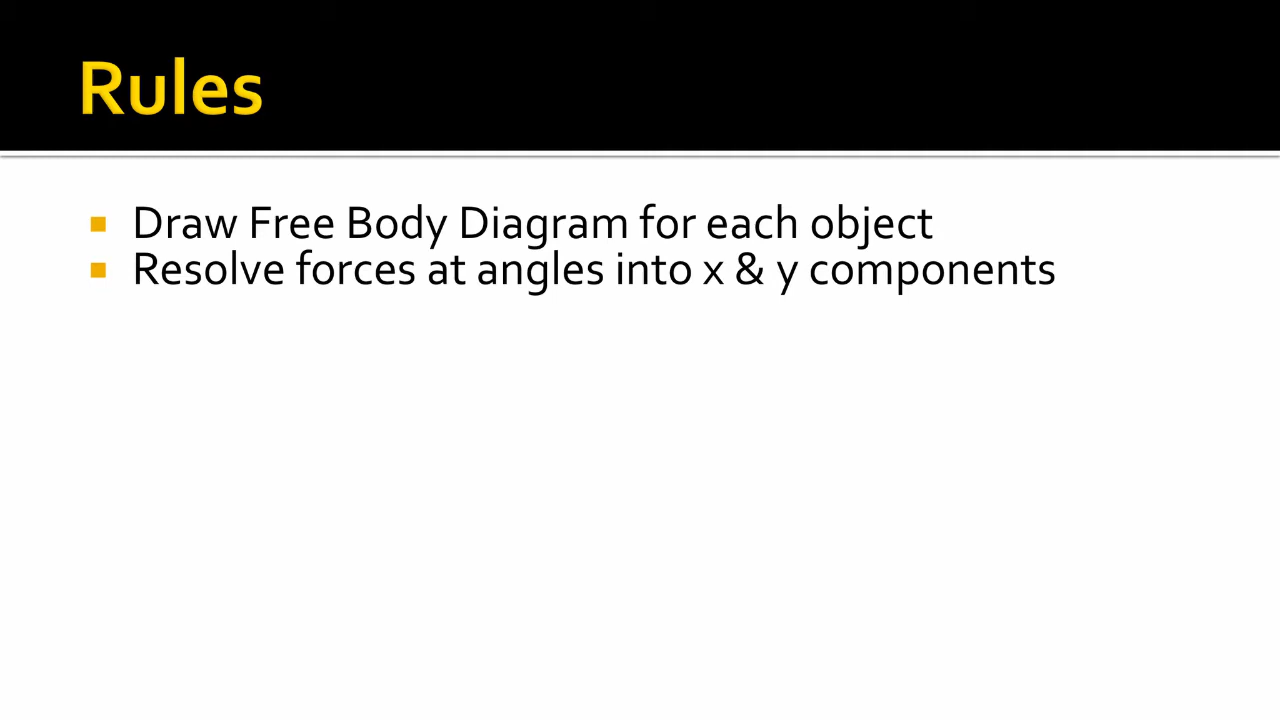 Rules
Draw Free Body Diagram for each object
Resolve forces at angles into x & y components